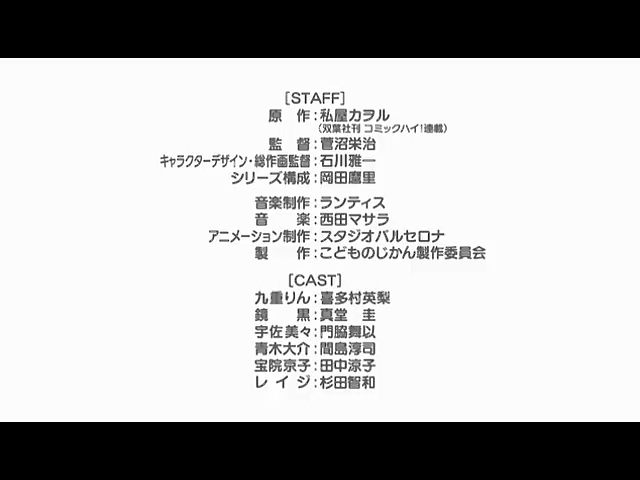 [STAFF]
原　作：私屋カヲル
（双葉社刊 コミックハイ!連載）
監　督：菅沼栄治
キャラクターデザイン・総作画監督：石川雅一
シリーズ構成：岡田麿里
音楽制作：ランティス
音　　楽：西田マサラ
アニメーション制作：スタジオバルセロナ
製　　作：こどものじかん製作委員会
[CAST]
九重りん：喜多村英梨
鏡　　黒：真堂　圭
宇佐美々：門脇舞以
青木大介：間島淳司
宝院京子：田中涼子
レ イ ジ：杉田智和